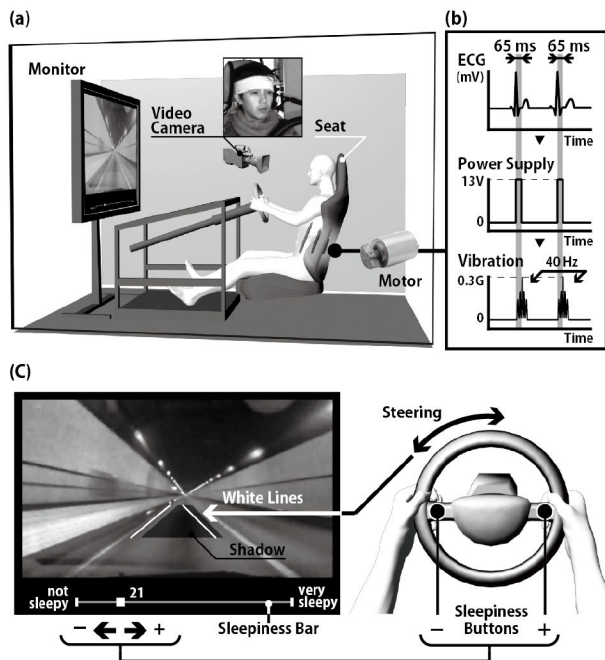 (a)
Monitor
Video
Camera
Seat
Motor
(b)
65 ms 65 ms
ECG
(mV)
Time
Power Supply
13V
0
Time
Vibration
40 Hz
0.3G
0
Time
(C)
Steering
White Lines
Shadow
not
sleepy
21
very
sleepy
Sleepiness Bar
− +
Sleepiness
Buttons
− +